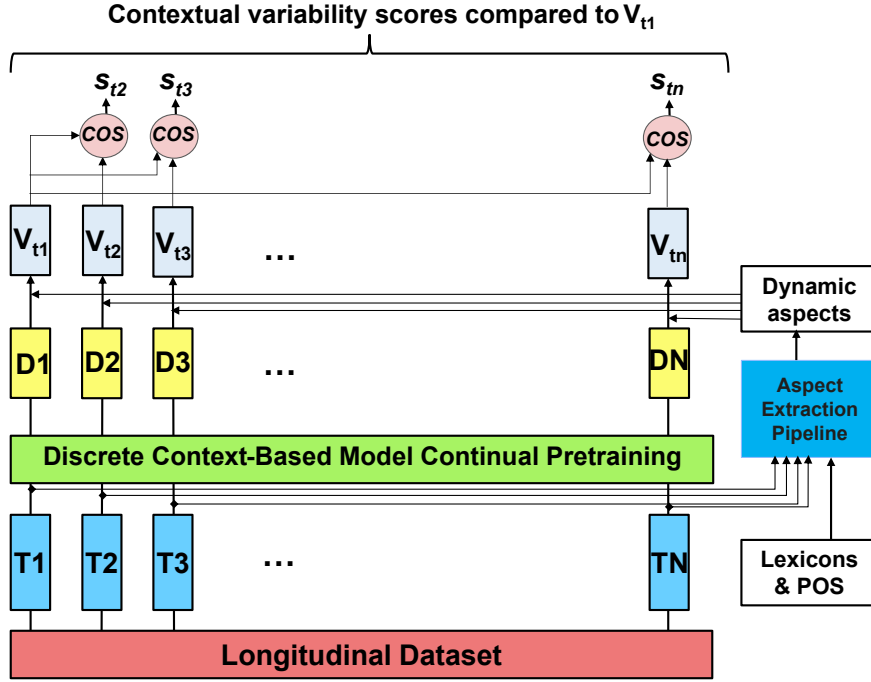 Contextual variability scores compared to Vt1
st2 st3 stn
COS COS COS
Vt1 Vt2 Vt3 ... Vtn
Dynamic
aspects
D1 D2 D3 ... DN
Aspect
Extraction
Pipeline
Discrete Context-Based Model Continual Pretraining
T1 T2 T3 ... TN
Lexicons
& POS
Longitudinal Dataset